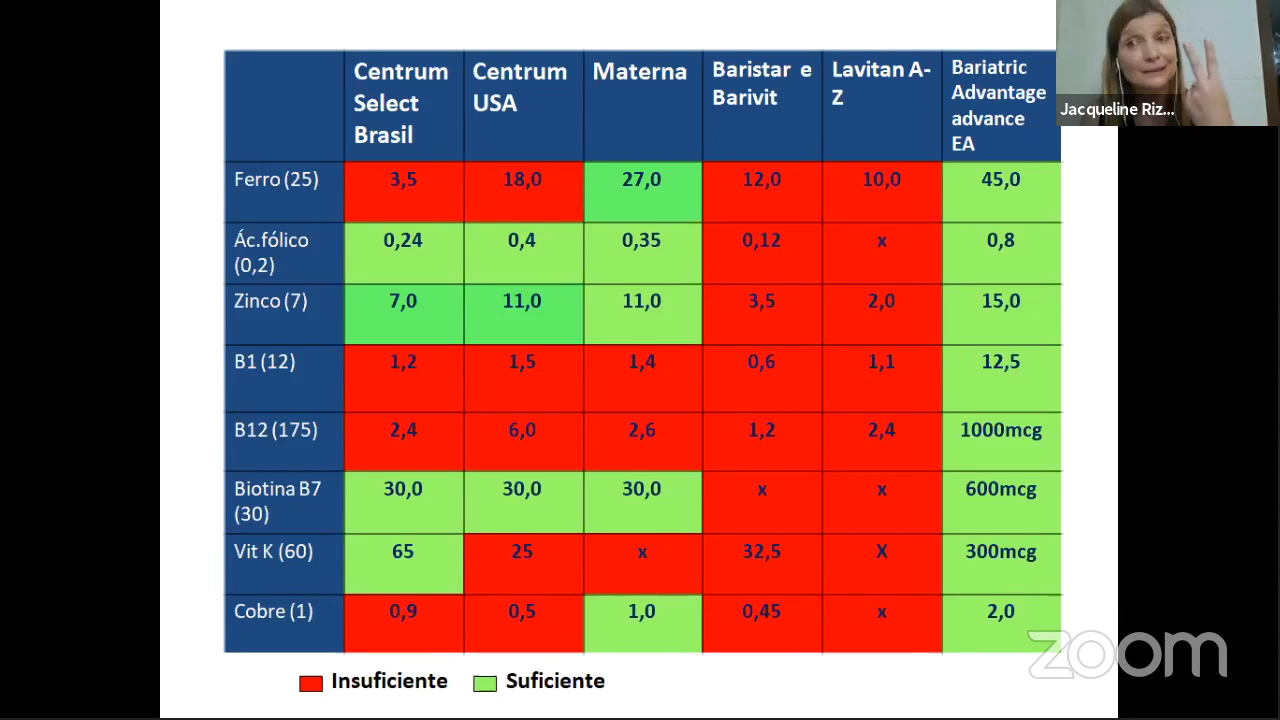 Centrum Select Brasil
Centrum USA
Materna
Baristar e Barivit
Lavitan A-Z
Bariatric Advantage advance EA
Jacqueline Riz...
Ferro (25) 3,5 18,0 27,0 12,0 10,0 45,0
Ác.fólico (0,2) 0,24 0,4 0,35 0,12 x 0,8
Zinco (7) 7,0 11,0 11,0 3,5 2,0 15,0
B1 (12) 1,2 1,5 1,4 0,6 1,1 12,5
B12 (175) 2,4 6,0 2,6 1,2 2,4 1000mcg
Biotina B7 (30) 30,0 30,0 30,0 x x 600mcg
Vit K (60) 65 25 x 32,5 X 300mcg
Cobre (1) 0,9 0,5 1,0 0,45 x 2,0
Insuficiente Suficiente
zoom